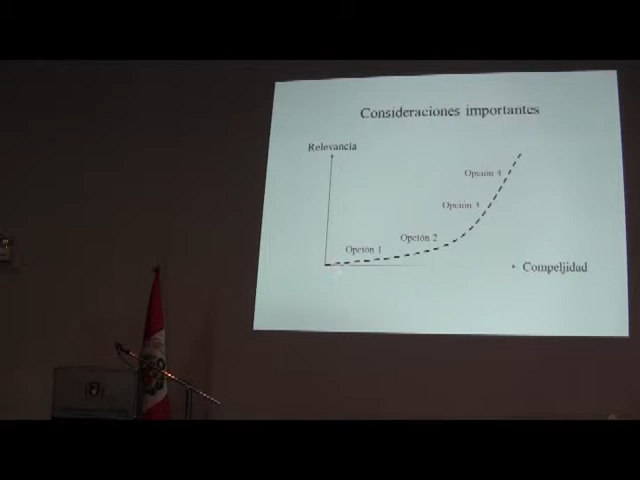 Consideraciones importantes
Relevancia
Opción 4
Opción 3
Opción 2
Opción 1
Compeljidad